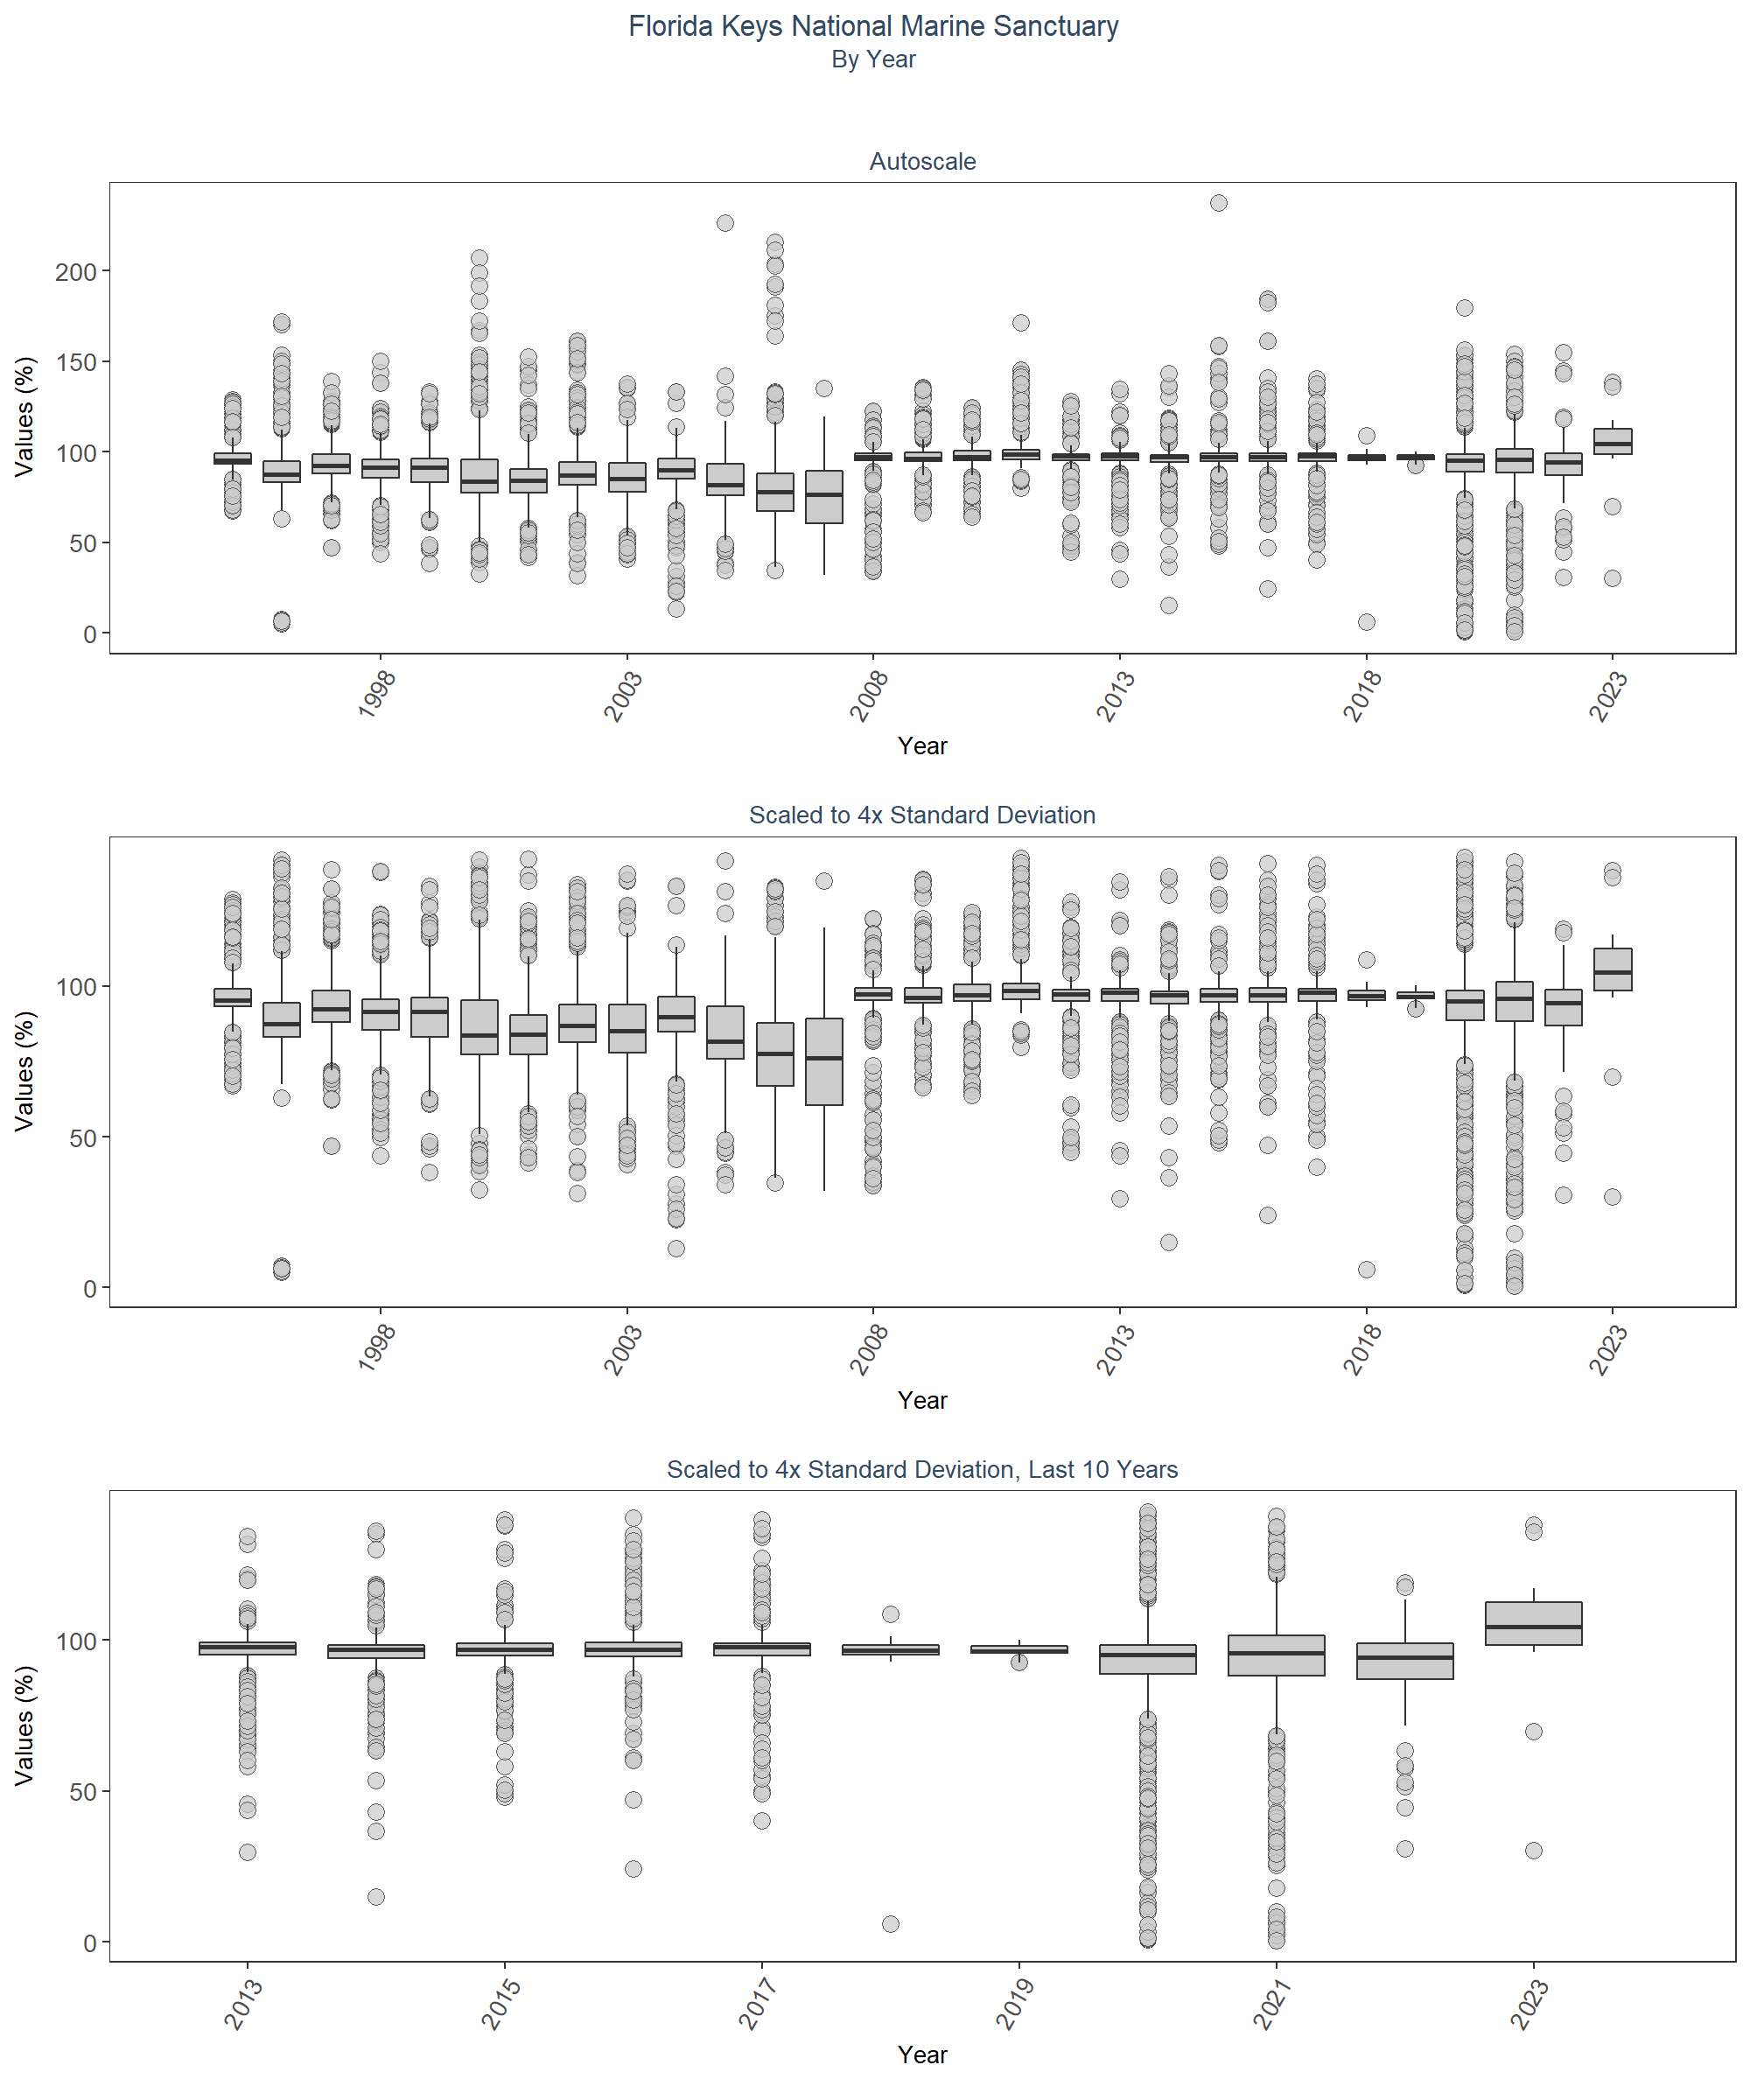 Florida Keys National Marine Sanctuary
By Year
Autoscale
Values (%)
200
150
100
50
0
1998
2003
2008
2013
2018
2023
Year
Scaled to 4x Standard Deviation
Values (%)
100
50
0
1998
2003
2008
2013
2018
2023
Year
Scaled to 4x Standard Deviation, Last 10 Years
Values (%)
100
50
0
2013
2015
2017
2019
2021
2023
Year